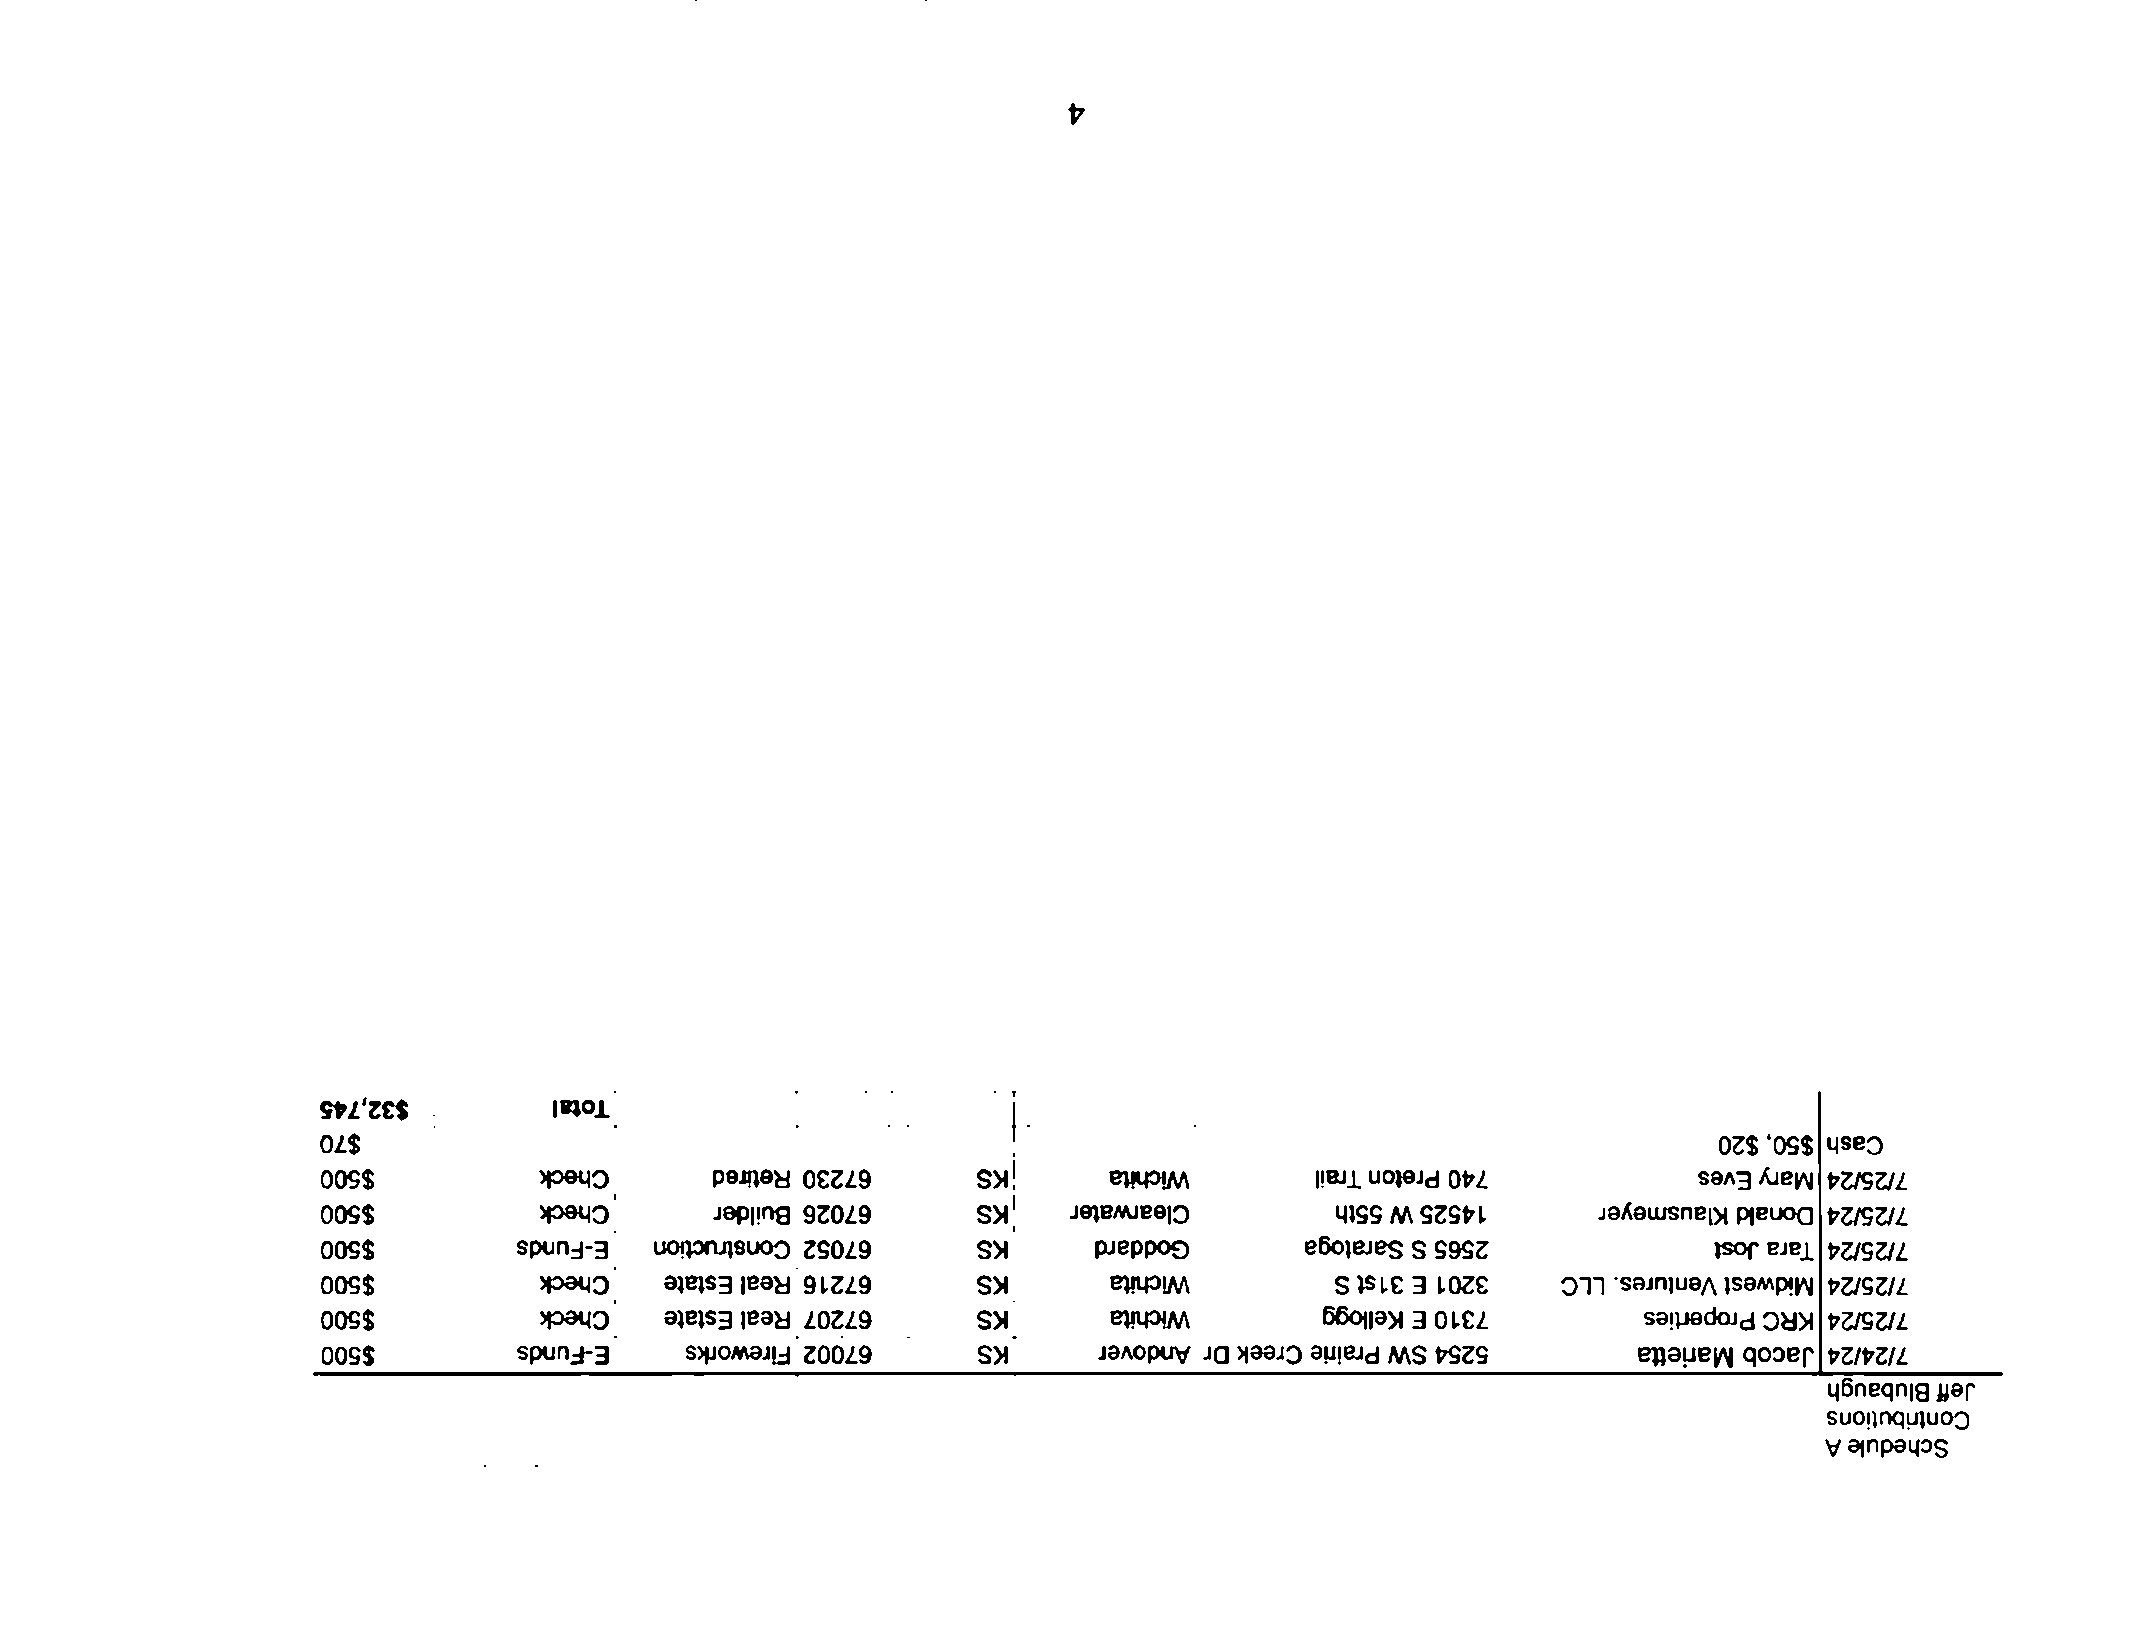 Schedule A
Contributions
Jeff Blubaugh
7/24/24 Jacob Marietta 5254 SW Prairie Creek Dr Andover KS 67002 Fireworks E-Funds $500
7/25/24 KRC Properties 7310 E Kellogg Wichita KS 67207 Real Estate Check $500
7/25/24 Midwest Ventures. LLC 3201 E 31st S Wichita KS 67216 Real Estate Check $500
7/25/24 Tara Jost 2565 S Saratoga Goddard KS 67052 Construction E-Funds $500
7/25/24 Donald Klausmeyer 14525 W 55th Clearwater KS 67026 Builder Check $500
7/25/24 Mary Eves 740 Preton Trail Wichita KS 67230 Retired Check $500
Cash $50, $20 $70
Total $32,745
4